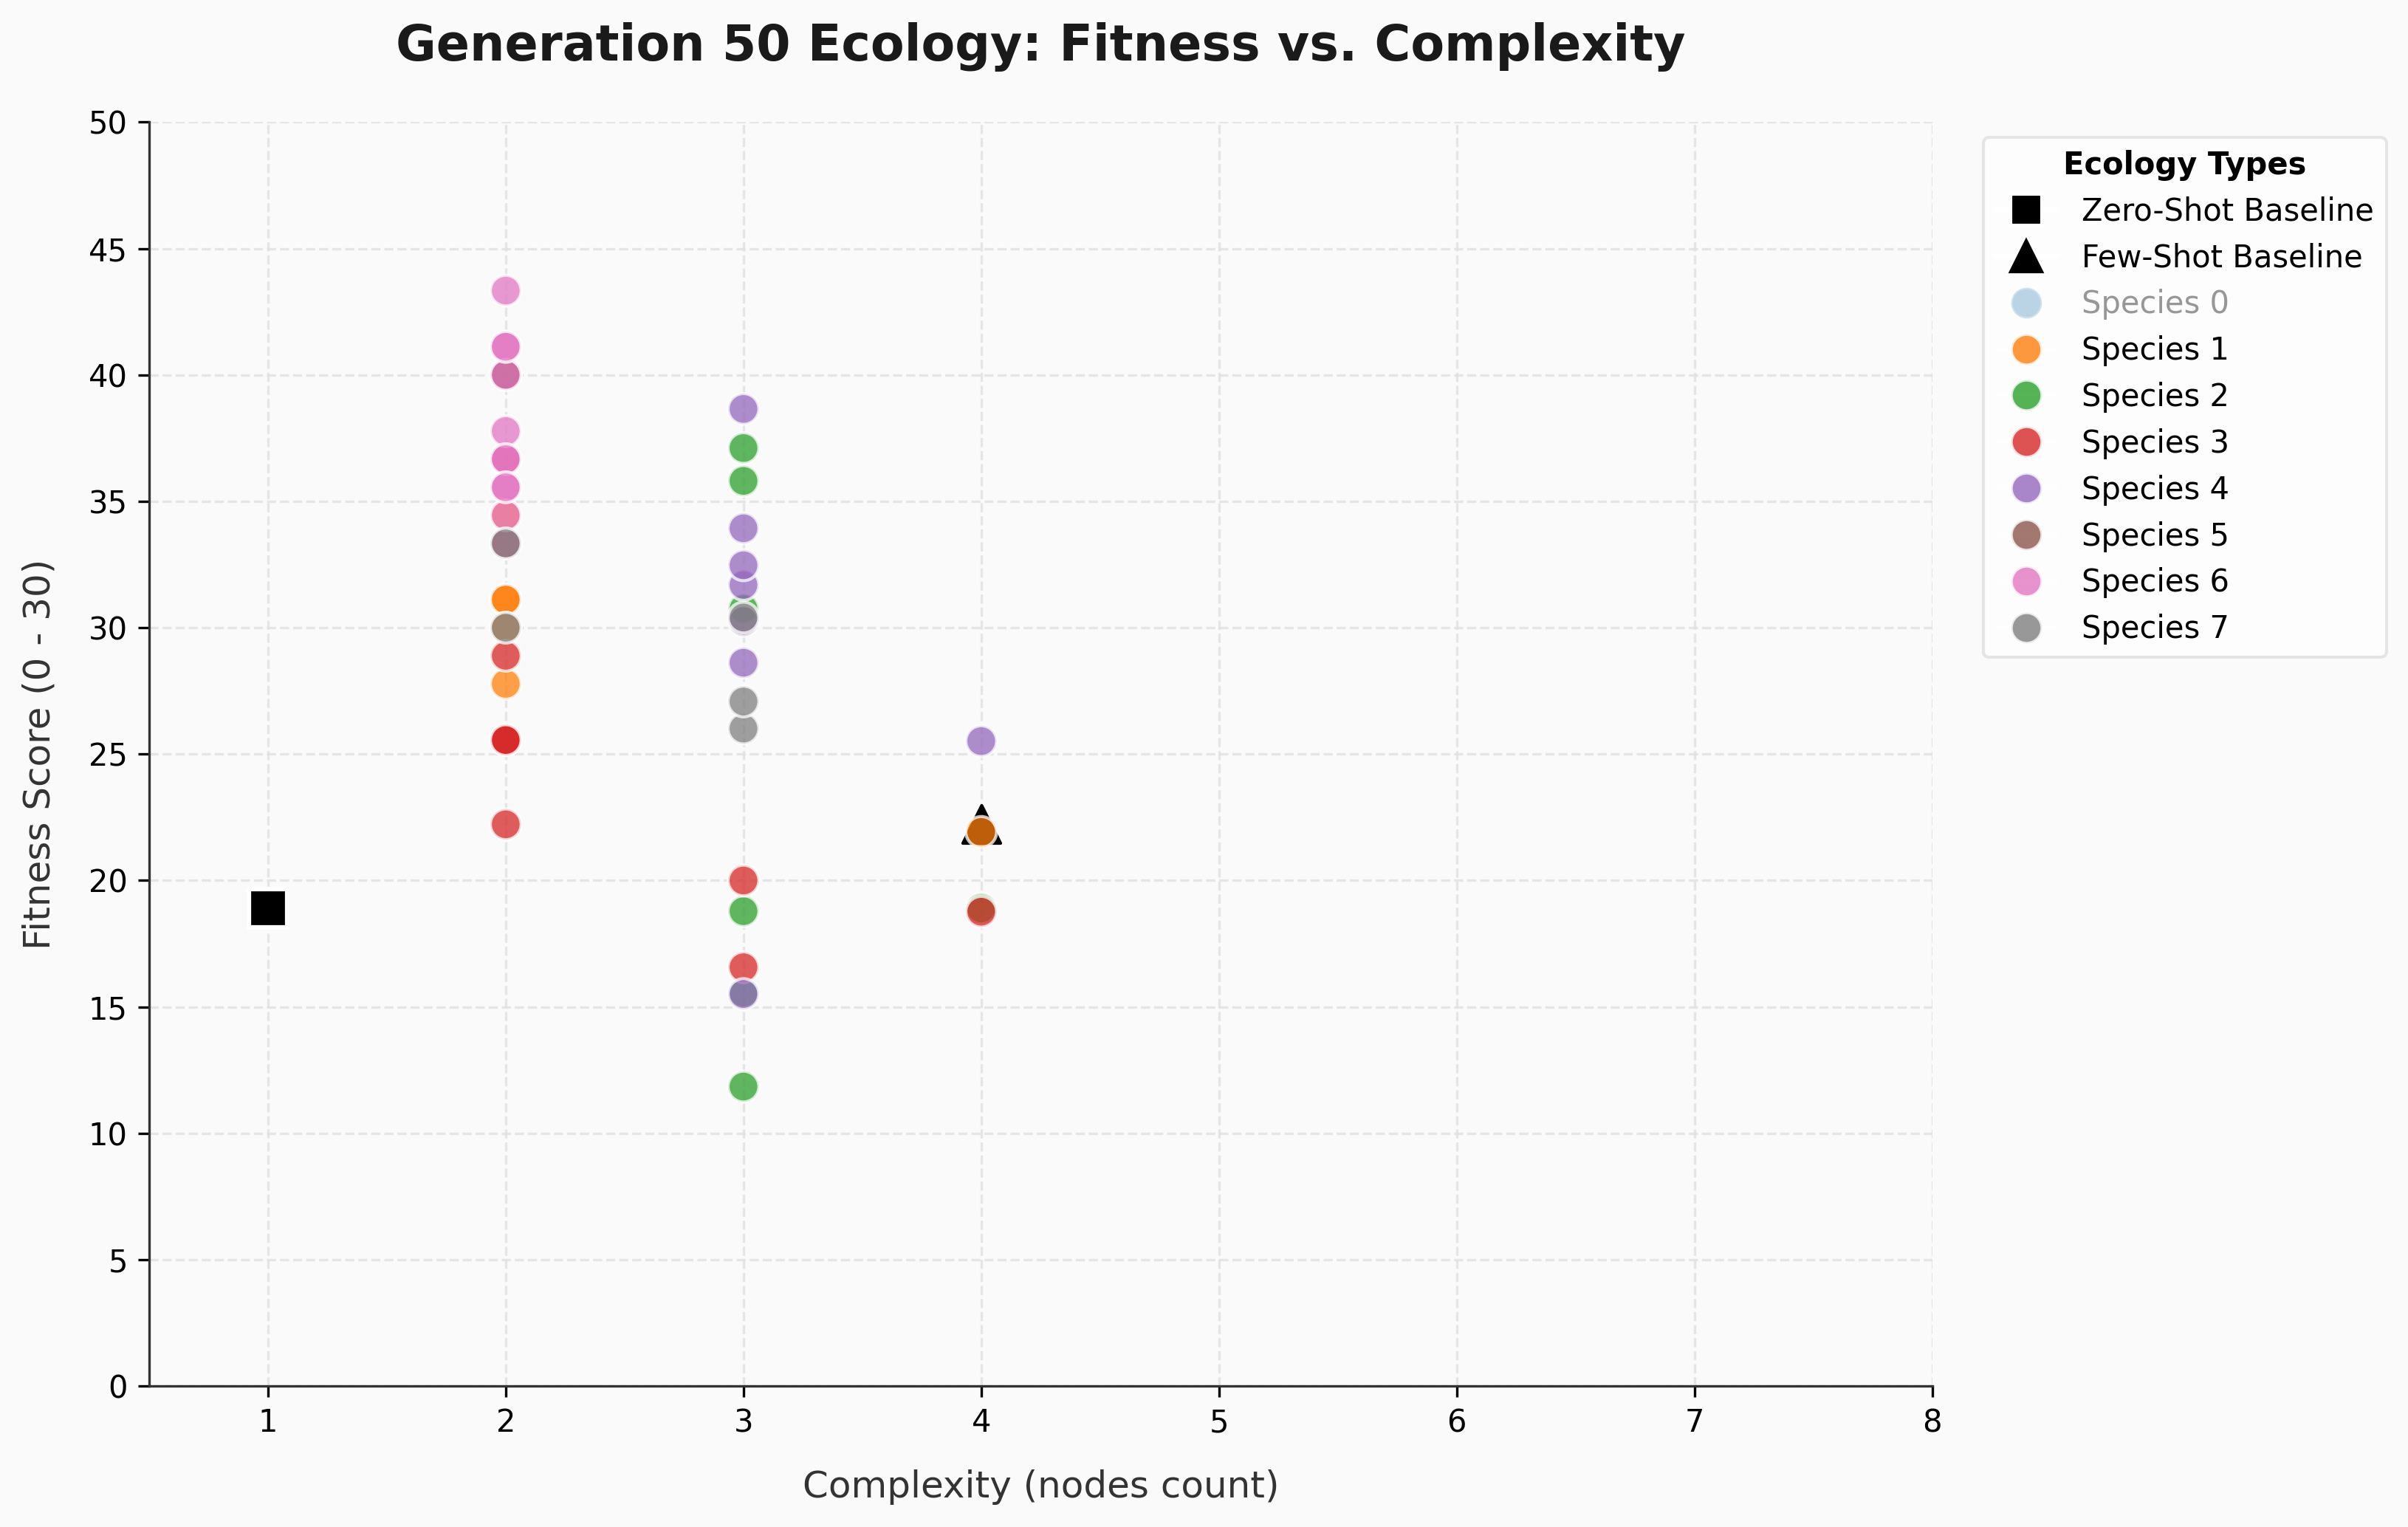 Generation 50 Ecology: Fitness vs. Complexity
50
45
40
35
30
25
20
15
10
5
0
Fitness Score (0 - 30)
1 2 3 4 5 6 7 8
Complexity (nodes count)
Ecology Types
Zero-Shot Baseline
Few-Shot Baseline
Species 0
Species 1
Species 2
Species 3
Species 4
Species 5
Species 6
Species 7